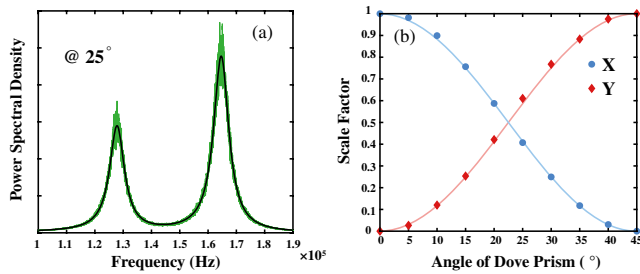 (a)
@ 25°
Power Spectral Density
1 1.1 1.2 1.3 1.4 1.5 1.6 1.7 1.8 1.9
Frequency (Hz)
×10⁵
(b)
X
Y
Scale Factor
1
0.9
0.8
0.7
0.6
0.5
0.4
0.3
0.2
0.1
0
0 5 10 15 20 25 30 35 40 45
Angle of Dove Prism ( °)